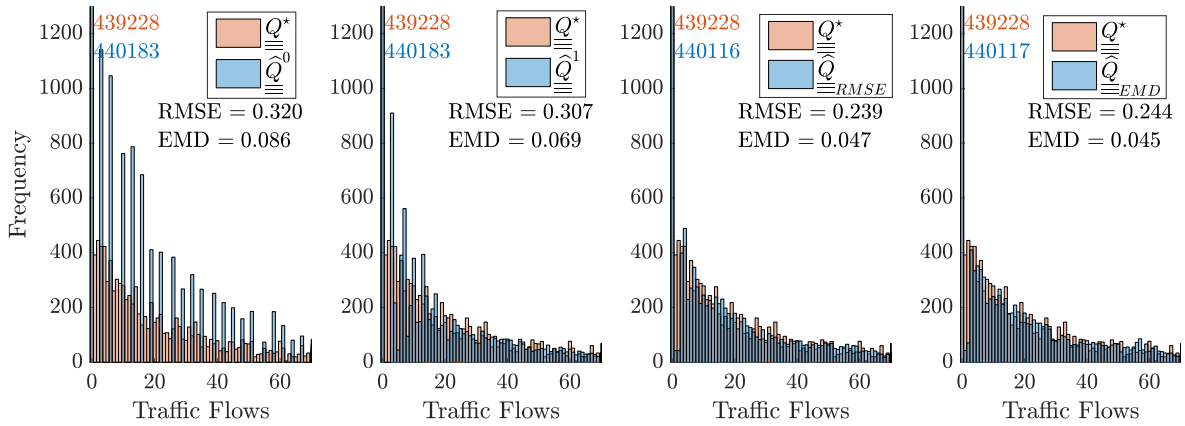 439228
440183
Q⋆
Q̂⁰
RMSE = 0.320
EMD = 0.086
1200
1000
800
600
400
200
0
Frequency
0 20 40 60
Traffic Flows
439228
440183
Q⋆
Q̂¹
RMSE = 0.307
EMD = 0.069
1200
1000
800
600
400
200
0
0 20 40 60
Traffic Flows
439228
440116
Q⋆
Q̂RMSE
RMSE = 0.239
EMD = 0.047
1200
1000
800
600
400
200
0
0 20 40 60
Traffic Flows
439228
440117
Q⋆
Q̂EMD
RMSE = 0.244
EMD = 0.045
1200
1000
800
600
400
200
0
0 20 40 60
Traffic Flows